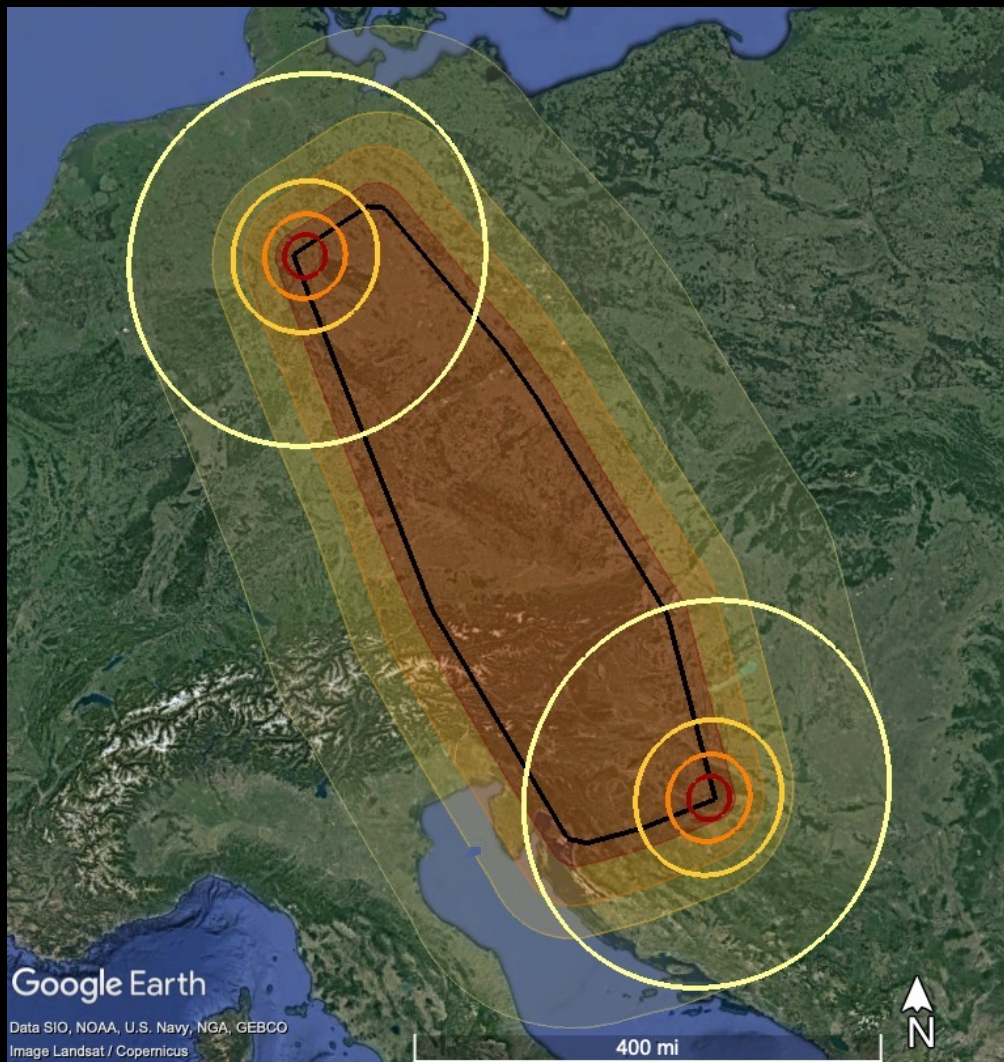 Google Earth
Data SIO, NOAA, U.S. Navy, NGA, GEBCO
Image Landsat / Copernicus
400 mi
N